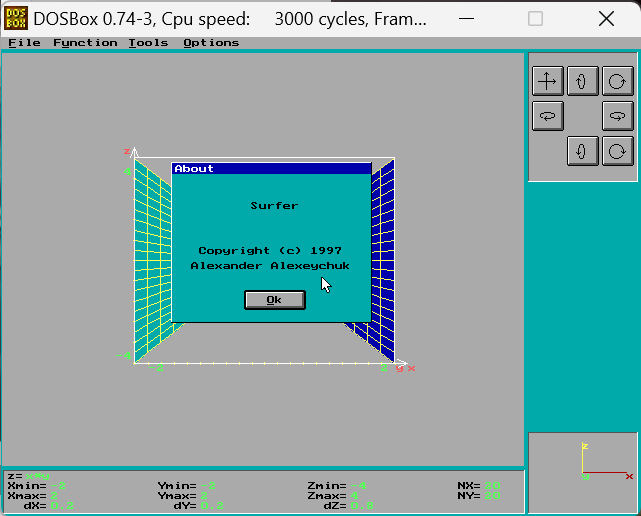 DOS BOX
DOSBox 0.74-3, Cpu speed: 3000 cycles, Fram...
File Function Tools Options
z
4
About
Surfer
Copyright (c) 1997
Alexander Alexeychuk
Ok
-4
-2 2 y x
z
y x
z= x*y
Xmin= -2 Ymin= -2 Zmin= -4 NX= 20
Xmax= 2 Ymax= 2 Zmax= 4 NY= 20
dX= 0.2 dY= 0.2 dZ= 0.8